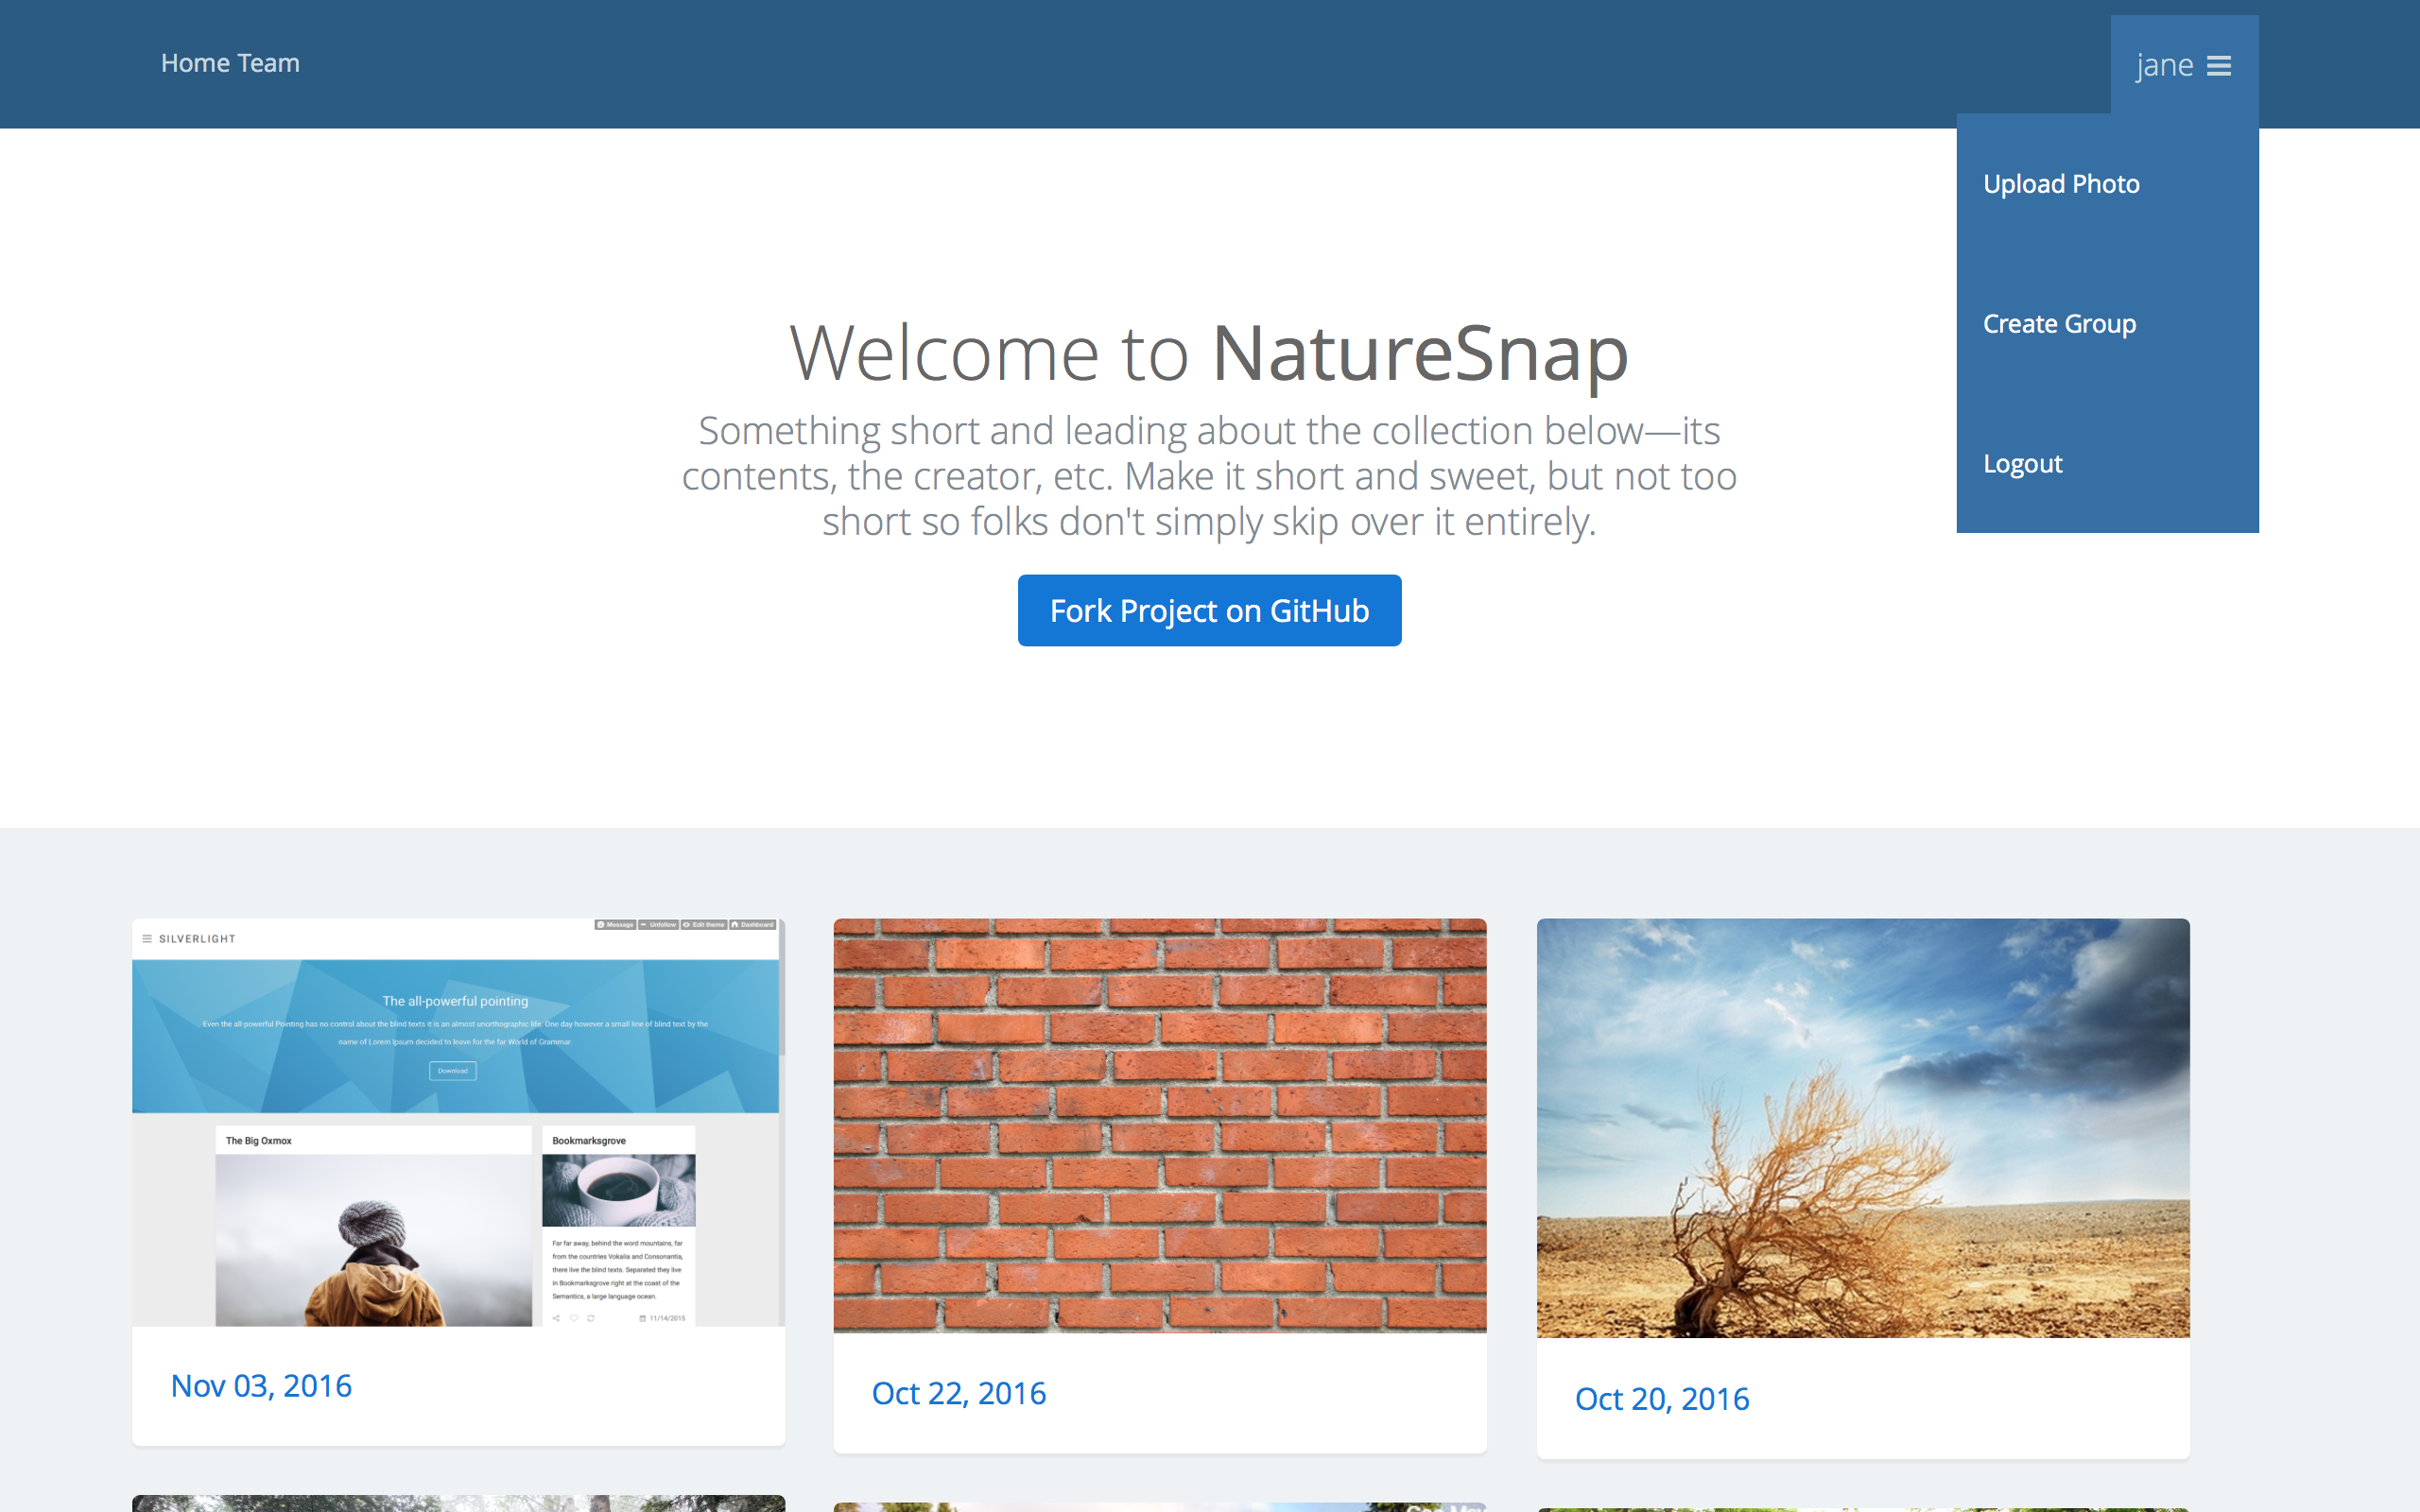 Home Team
jane
Upload Photo
Create Group
Logout
Welcome to NatureSnap
Something short and leading about the collection below—its
contents, the creator, etc. Make it short and sweet, but not too
short so folks don't simply skip over it entirely.
Fork Project on GitHub
Message Unfollow Edit theme Dashboard
SILVERLIGHT
The all-powerful pointing
Even the all-powerful Pointing has no control about the blind texts it is an almost unorthographic life. One day however a small line of blind text by the
name of Lorem Ipsum decided to leave for the far World of Grammar.
Download
The Big Oxmox
Bookmarksgrove
Far far away, behind the word mountains, far
from the countries Vokalia and Consonantia,
there live the blind texts. Separated they live
in Bookmarksgrove right at the coast of the
Semantics, a large language ocean.
11/14/2015
Nov 03, 2016
Oct 22, 2016
Oct 20, 2016